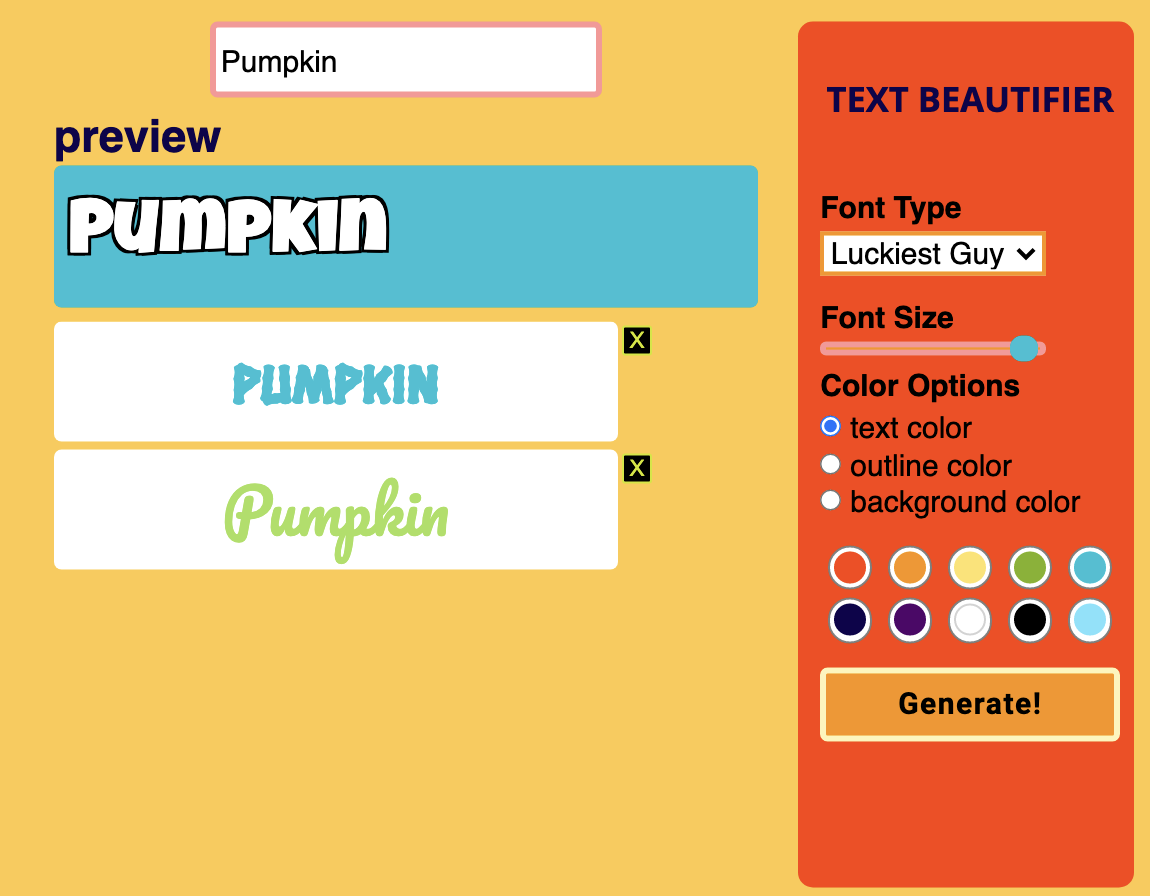 Pumpkin
preview
PUMPKIN
PUMPKIN
X
Pumpkin
X
TEXT BEAUTIFIER
Font Type
Luckiest Guy
Font Size
Color Options
text color
outline color
background color
Generate!